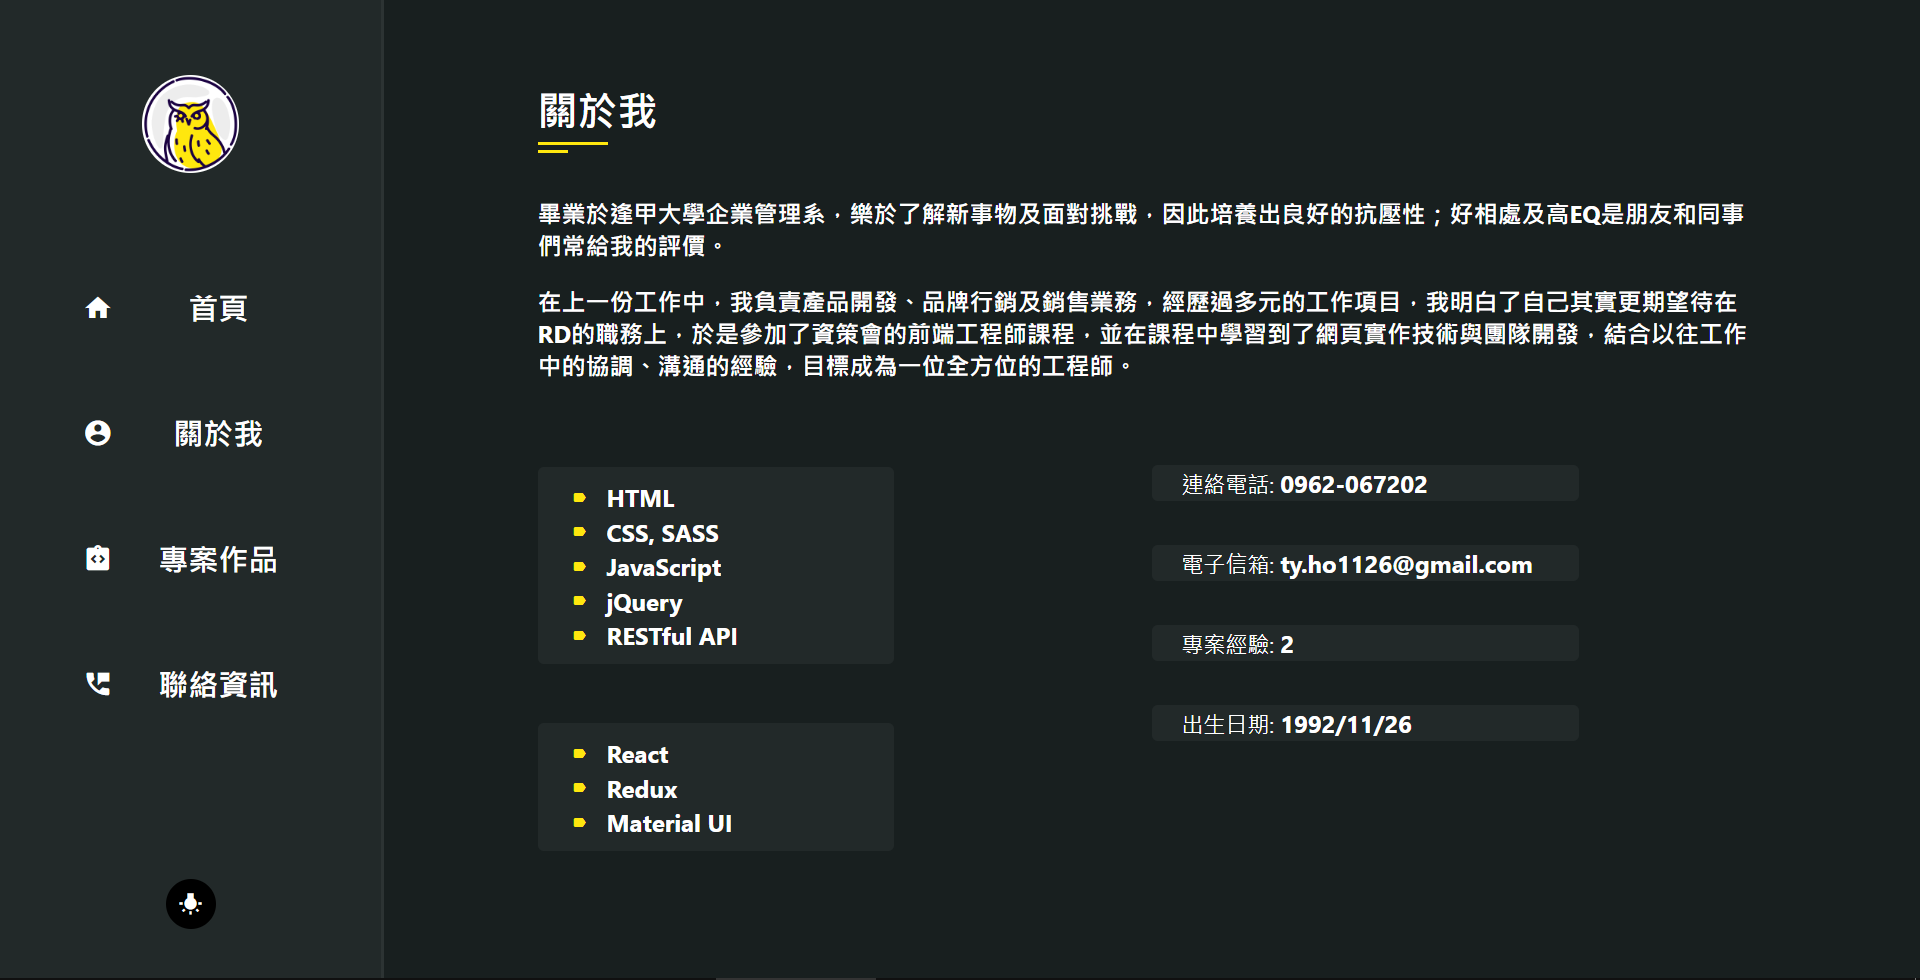 首頁
關於我
專案作品
聯絡資訊
關於我
畢業於逢甲大學企業管理系，樂於了解新事物及面對挑戰，因此培養出良好的抗壓性；好相處及高EQ是朋友和同事
們常給我的評價。
在上一份工作中，我負責產品開發、品牌行銷及銷售業務，經歷過多元的工作項目，我明白了自己其實更期望待在
RD的職務上，於是參加了資策會的前端工程師課程，並在課程中學習到了網頁實作技術與團隊開發，結合以往工作
中的協調、溝通的經驗，目標成為一位全方位的工程師。
HTML
CSS, SASS
JavaScript
jQuery
RESTful API
React
Redux
Material UI
連絡電話: 0962-067202
電子信箱: ty.ho1126@gmail.com
專案經驗: 2
出生日期: 1992/11/26